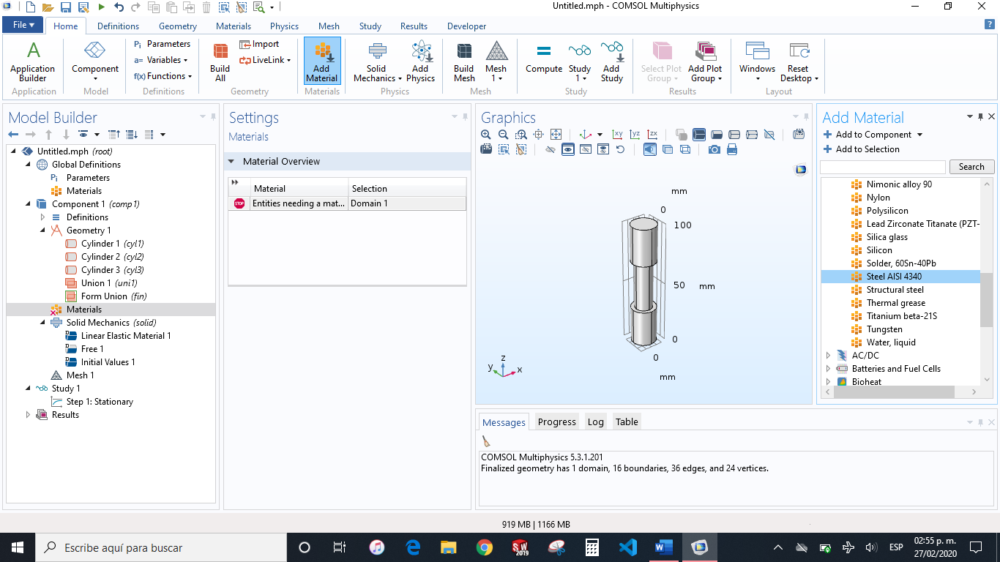 Untitled.mph - COMSOL Multiphysics
File
Home
Definitions
Geometry
Materials
Physics
Mesh
Study
Results
Developer
?
A
Application Builder
Application
Component
Model
Pi Parameters
a= Variables
f(x) Functions
Definitions
Build All
Import
LiveLink
Geometry
Add Material
Materials
Solid Mechanics
Add Physics
Physics
Build Mesh
Mesh 1
Mesh
Compute
Study 1
Add Study
Study
Select Plot Group
Add Plot Group
Results
Windows
Reset Desktop
Layout
Model Builder
Untitled.mph (root)
Global Definitions
Pi Parameters
Materials
Component 1 (comp1)
Definitions
Geometry 1
Cylinder 1 (cyl1)
Cylinder 2 (cyl2)
Cylinder 3 (cyl3)
Union 1 (uni1)
Form Union (fin)
Materials
Solid Mechanics (solid)
Linear Elastic Material 1
Free 1
Initial Values 1
Mesh 1
Study 1
Step 1: Stationary
Results
Settings
Materials
Material Overview
Material Selection
STOP Entities needing a mat... Domain 1
Graphics
xy yz zx
mm
0
100
50 mm
0
0
mm
z
y x
Add Material
+ Add to Component
+ Add to Selection
Search
Nimonic alloy 90
Nylon
Polysilicon
Lead Zirconate Titanate (PZT-
Silica glass
Silicon
Solder, 60Sn-40Pb
Steel AISI 4340
Structural steel
Thermal grease
Titanium beta-21S
Tungsten
Water, liquid
AC/DC
Batteries and Fuel Cells
Bioheat
Messages Progress Log Table
COMSOL Multiphysics 5.3.1.201
Finalized geometry has 1 domain, 16 boundaries, 36 edges, and 24 vertices.
919 MB | 1166 MB
Escribe aquí para buscar
SW 2019
W
ESP
02:55 p. m.
27/02/2020